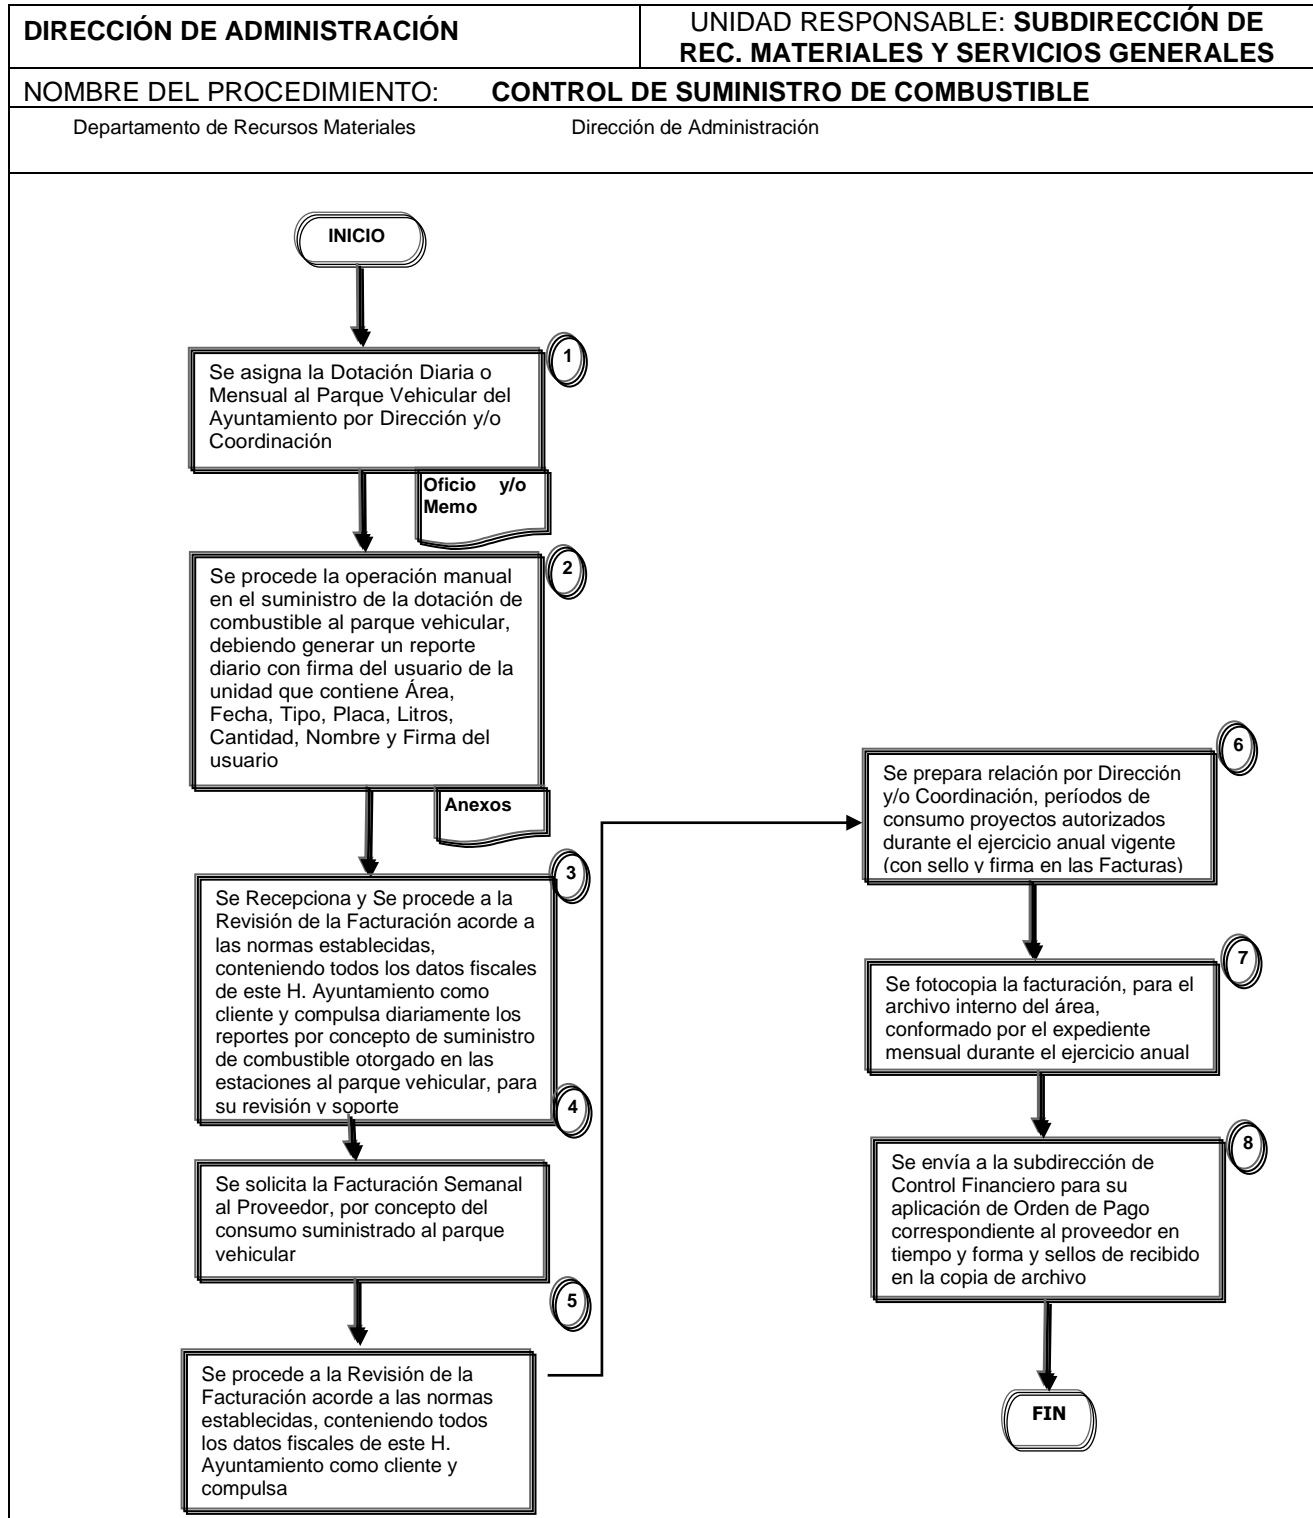 DIRECCIÓN DE ADMINISTRACIÓN
UNIDAD RESPONSABLE: SUBDIRECCIÓN DE
REC. MATERIALES Y SERVICIOS GENERALES
NOMBRE DEL PROCEDIMIENTO: CONTROL DE SUMINISTRO DE COMBUSTIBLE
Departamento de Recursos Materiales
Dirección de Administración
INICIO
1
Se asigna la Dotación Diaria o
Mensual al Parque Vehicular del
Ayuntamiento por Dirección y/o
Coordinación
Oficio y/o
Memo
2
Se procede la operación manual
en el suministro de la dotación de
combustible al parque vehicular,
debiendo generar un reporte
diario con firma del usuario de la
unidad que contiene Área,
Fecha, Tipo, Placa, Litros,
Cantidad, Nombre y Firma del
usuario
Anexos
3
Se Recepciona y Se procede a la
Revisión de la Facturación acorde a
las normas establecidas,
conteniendo todos los datos fiscales
de este H. Ayuntamiento como
cliente y compulsa diariamente los
reportes por concepto de suministro
de combustible otorgado en las
estaciones al parque vehicular, para
su revisión y soporte
4
Se solicita la Facturación Semanal
al Proveedor, por concepto del
consumo suministrado al parque
vehicular
5
Se procede a la Revisión de la
Facturación acorde a las normas
establecidas, conteniendo todos
los datos fiscales de este H.
Ayuntamiento como cliente y
compulsa
6
Se prepara relación por Dirección
y/o Coordinación, períodos de
consumo proyectos autorizados
durante el ejercicio anual vigente
(con sello y firma en las Facturas)
7
Se fotocopia la facturación, para el
archivo interno del área,
conformado por el expediente
mensual durante el ejercicio anual
8
Se envía a la subdirección de
Control Financiero para su
aplicación de Orden de Pago
correspondiente al proveedor en
tiempo y forma y sellos de recibido
en la copia de archivo
FIN